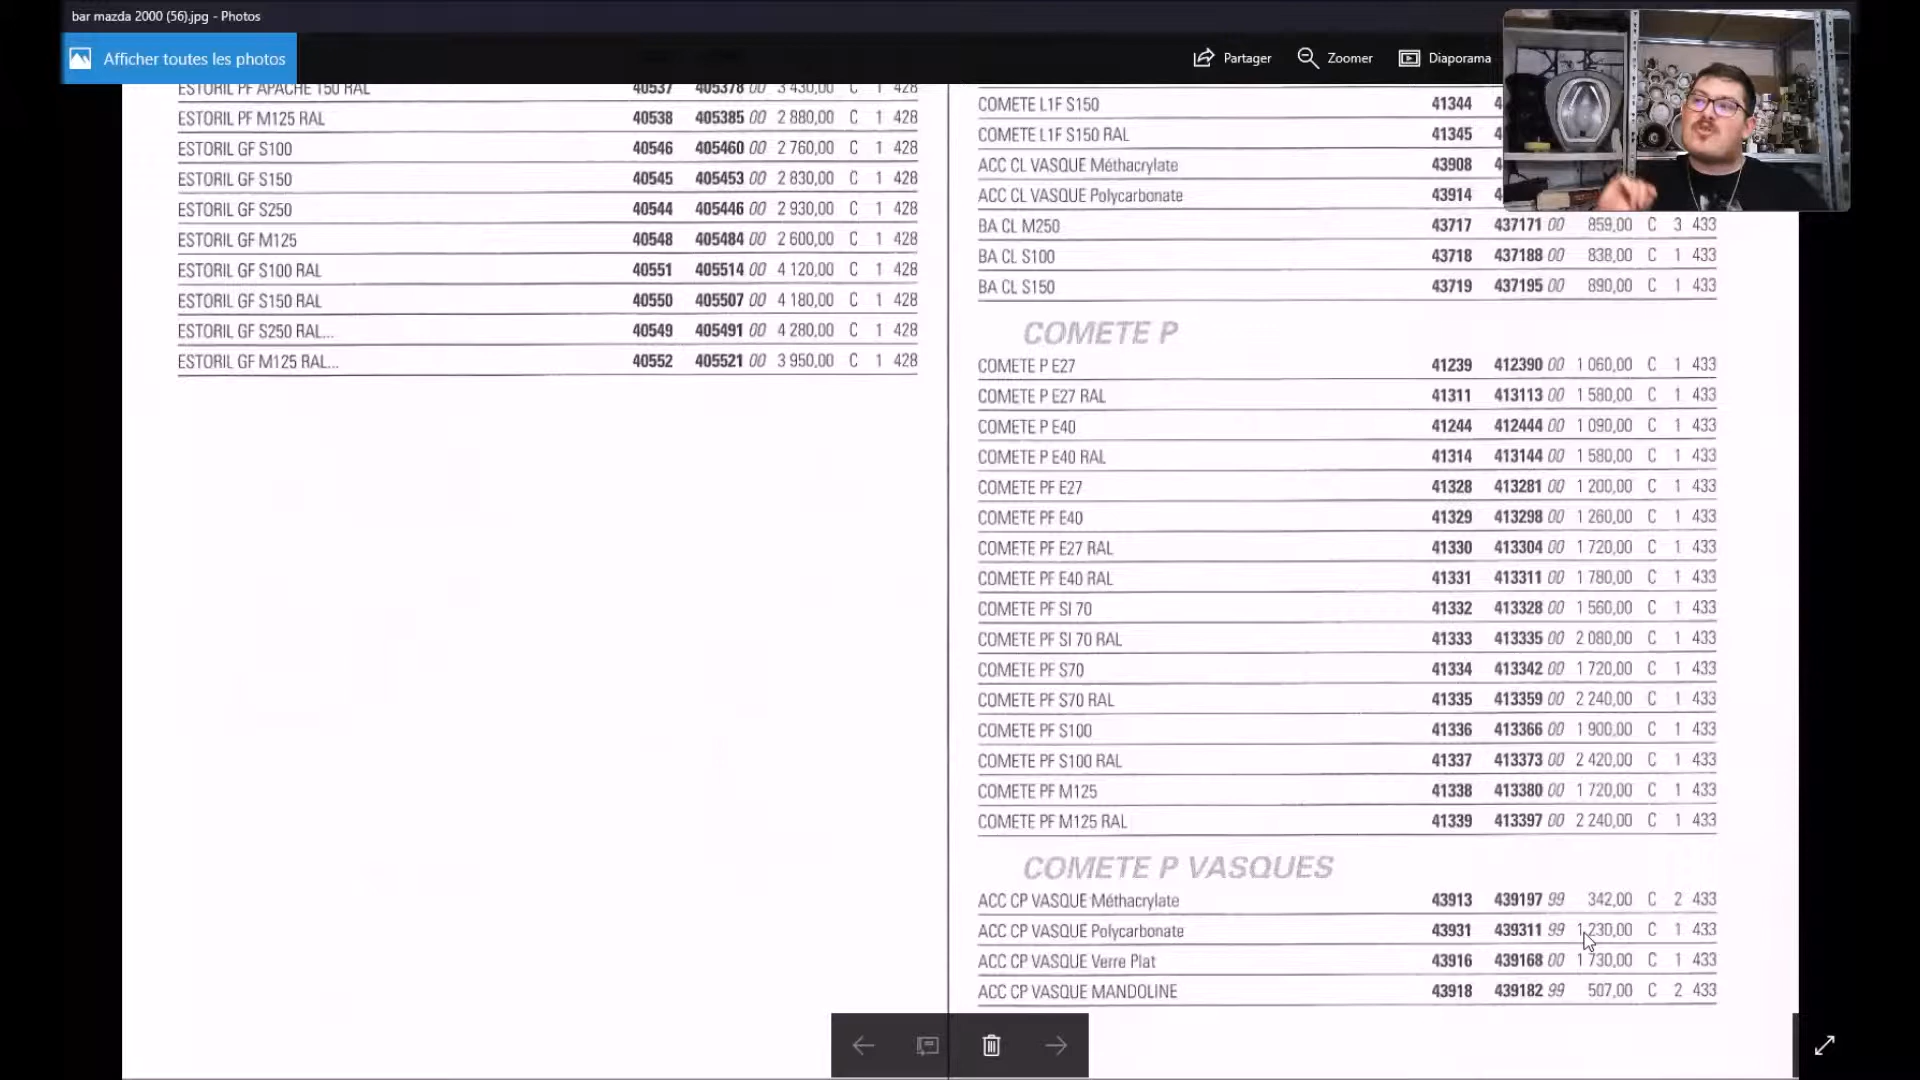 bar mazda 2000 (56).jpg - Photos
Afficher toutes les photos
Partager
Zoomer
Diaporama
ESTORIL PF APACHE 150 RAL 40537 405378 00 3 430,00 C 1 428
ESTORIL PF M125 RAL 40538 405385 00 2 880,00 C 1 428
ESTORIL GF S100 40546 405460 00 2 760,00 C 1 428
ESTORIL GF S150 40545 405453 00 2 830,00 C 1 428
ESTORIL GF S250 40544 405446 00 2 930,00 C 1 428
ESTORIL GF M125 40548 405484 00 2 600,00 C 1 428
ESTORIL GF S100 RAL 40551 405514 00 4 120,00 C 1 428
ESTORIL GF S150 RAL 40550 405507 00 4 180,00 C 1 428
ESTORIL GF S250 RAL... 40549 405491 00 4 280,00 C 1 428
ESTORIL GF M125 RAL... 40552 405521 00 3 950,00 C 1 428
COMETE L1F S150 41344 4
COMETE L1F S150 RAL 41345 4
ACC CL VASQUE Méthacrylate 43908 4
ACC CL VASQUE Polycarbonate 43914 4
BA CL M250 43717 437171 00 859,00 C 3 433
BA CL S100 43718 437188 00 838,00 C 1 433
BA CL S150 43719 437195 00 890,00 C 1 433
COMETE P
COMETE P E27 41239 412390 00 1 060,00 C 1 433
COMETE P E27 RAL 41311 413113 00 1 580,00 C 1 433
COMETE P E40 41244 412444 00 1 090,00 C 1 433
COMETE P E40 RAL 41314 413144 00 1 580,00 C 1 433
COMETE PF E27 41328 413281 00 1 200,00 C 1 433
COMETE PF E40 41329 413298 00 1 260,00 C 1 433
COMETE PF E27 RAL 41330 413304 00 1 720,00 C 1 433
COMETE PF E40 RAL 41331 413311 00 1 780,00 C 1 433
COMETE PF SI 70 41332 413328 00 1 560,00 C 1 433
COMETE PF SI 70 RAL 41333 413335 00 2 080,00 C 1 433
COMETE PF S70 41334 413342 00 1 720,00 C 1 433
COMETE PF S70 RAL 41335 413359 00 2 240,00 C 1 433
COMETE PF S100 41336 413366 00 1 900,00 C 1 433
COMETE PF S100 RAL 41337 413373 00 2 420,00 C 1 433
COMETE PF M125 41338 413380 00 1 720,00 C 1 433
COMETE PF M125 RAL 41339 413397 00 2 240,00 C 1 433
COMETE P VASQUES
ACC CP VASQUE Méthacrylate 43913 439197 99 342,00 C 2 433
ACC CP VASQUE Polycarbonate 43931 439311 99 1 230,00 C 1 433
ACC CP VASQUE Verre Plat 43916 439168 00 1 730,00 C 1 433
ACC CP VASQUE MANDOLINE 43918 439182 99 507,00 C 2 433